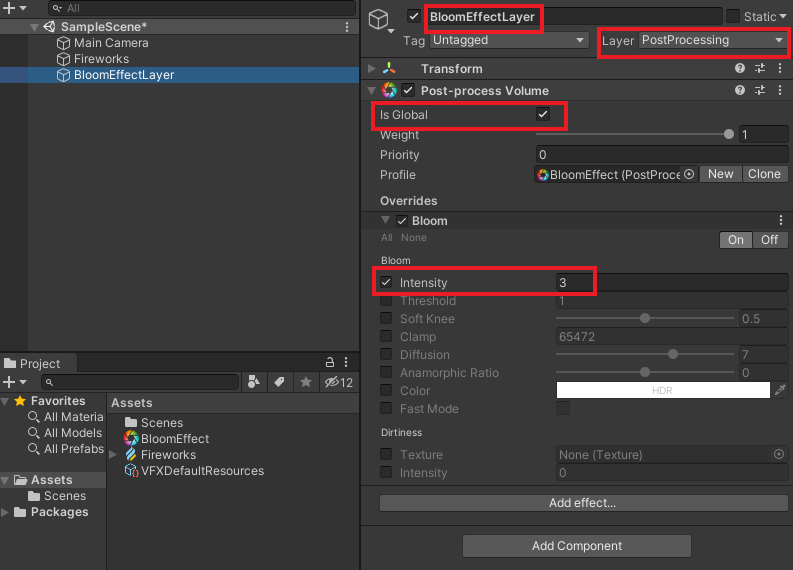 All
SampleScene*
Main Camera
Fireworks
BloomEffectLayer
Project
12
Favorites
All Materia
All Models
All Prefabs
Assets
Scenes
Packages
Assets
Scenes
BloomEffect
Fireworks
VFXDefaultResources
BloomEffectLayer
Static
Tag Untagged
Layer PostProcessing
Transform
Post-process Volume
Is Global
Weight 1
Priority 0
Profile BloomEffect (PostProce New Clone
Overrides
Bloom
All None
On Off
Bloom
Intensity 3
Threshold 1
Soft Knee 0.5
Clamp 65472
Diffusion 7
Anamorphic Ratio 0
Color HDR
Fast Mode
Dirtiness
Texture None (Texture)
Intensity 0
Add effect...
Add Component